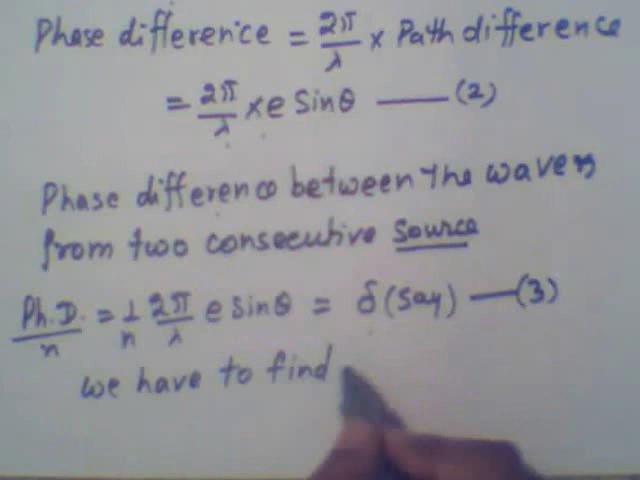 Phase difference = 2π/λ × Path difference
= 2π/λ × e Sinθ —— (2)
Phase difference between the waves
from two consecutive source
Ph.D./n = 1/n 2π/λ e sinθ = δ (say) —— (3)
we have to find